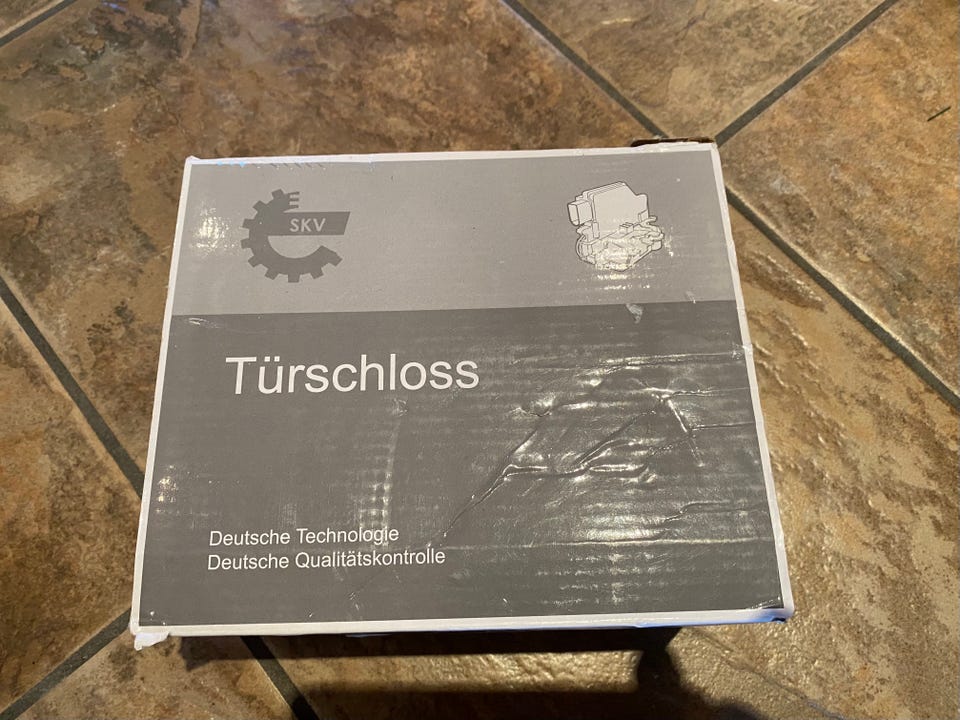 SKV
Türschloss
Deutsche Technologie
Deutsche Qualitätskontrolle